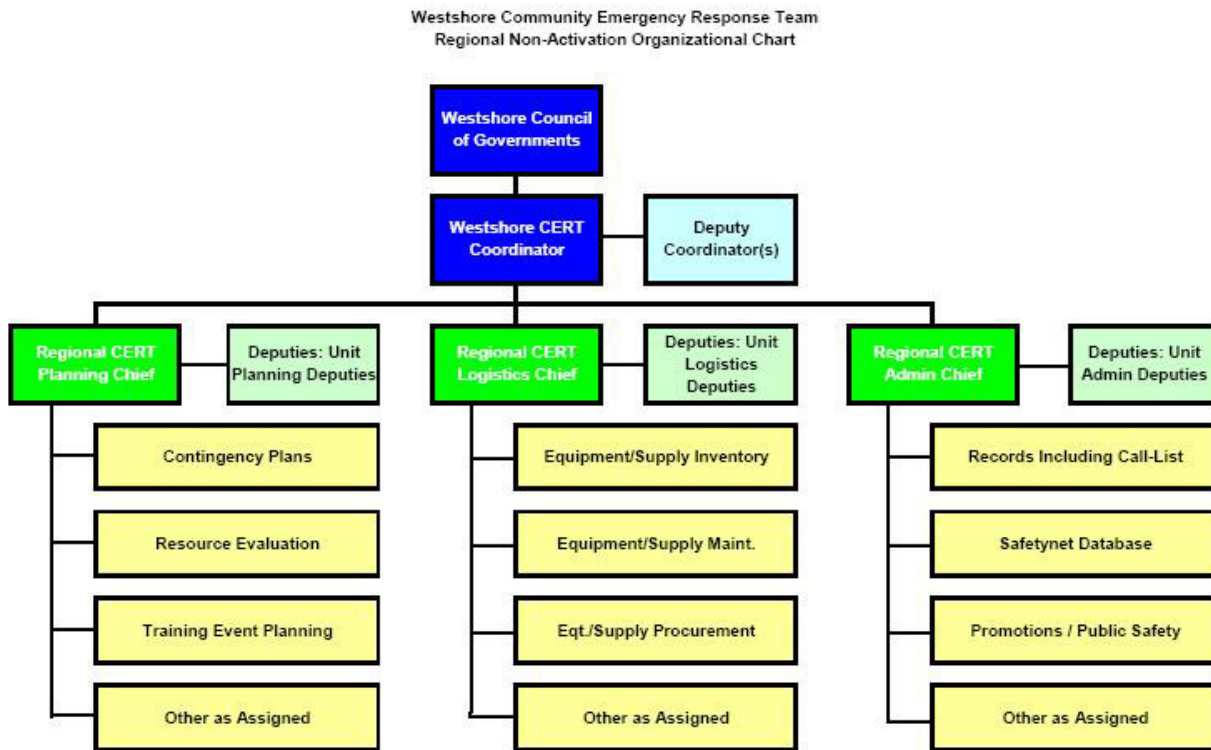 Westshore Community Emergency Response Team
Regional Non-Activation Organizational Chart
Westshore Council
of Governments
Westshore CERT
Coordinator
Deputy
Coordinator(s)
Regional CERT
Planning Chief
Deputies: Unit
Planning Deputies
Regional CERT
Logistics Chief
Deputies: Unit
Logistics
Deputies
Regional CERT
Admin Chief
Deputies: Unit
Admin Deputies
Contingency Plans
Resource Evaluation
Training Event Planning
Other as Assigned
Equipment/Supply Inventory
Equipment/Supply Maint.
Eqt./Supply Procurement
Other as Assigned
Records Including Call-List
Safetynet Database
Promotions / Public Safety
Other as Assigned